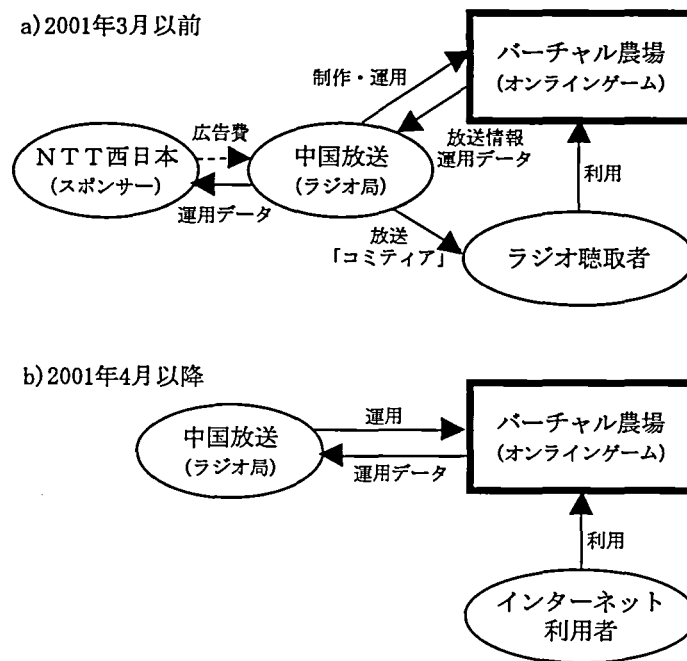 a)2001年3月以前
バーチャル農場
(オンラインゲーム)
制作・運用
放送情報
運用データ
広告費
NTT西日本
(スポンサー)
中国放送
(ラジオ局)
運用データ
利用
放送
「コミティア」
ラジオ聴取者
b)2001年4月以降
中国放送
(ラジオ局)
運用
運用データ
バーチャル農場
(オンラインゲーム)
利用
インターネット
利用者